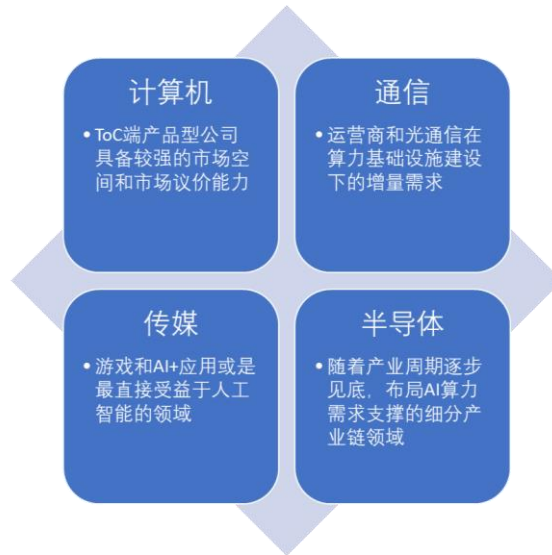 计算机
• ToC端产品型公司
具备较强的市场空
间和市场议价能力
通信
• 运营商和光通信在
算力基础设施建设
下的增量需求
传媒
• 游戏和AI+应用或是
最直接受益于人工
智能的领域
半导体
• 随着产业周期逐步
见底，布局AI算力
需求支撑的细分产
业链领域